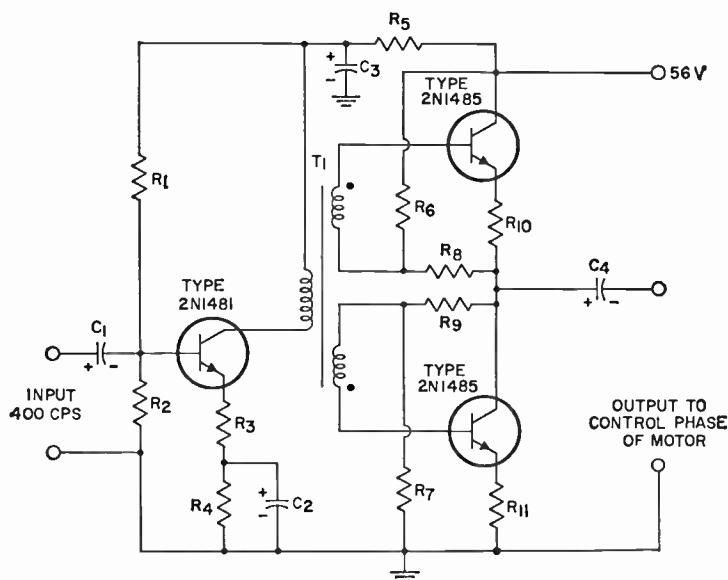 R5
+
-
C3
TYPE
2N1485
56 V
R1
T1
R6
R10
R8
C4
+ -
TYPE
2N1481
R9
C1
+ -
INPUT
400 CPS
R2
R3
TYPE
2N1485
OUTPUT TO
CONTROL PHASE
OF MOTOR
R4
+
-
C2
R7
R11